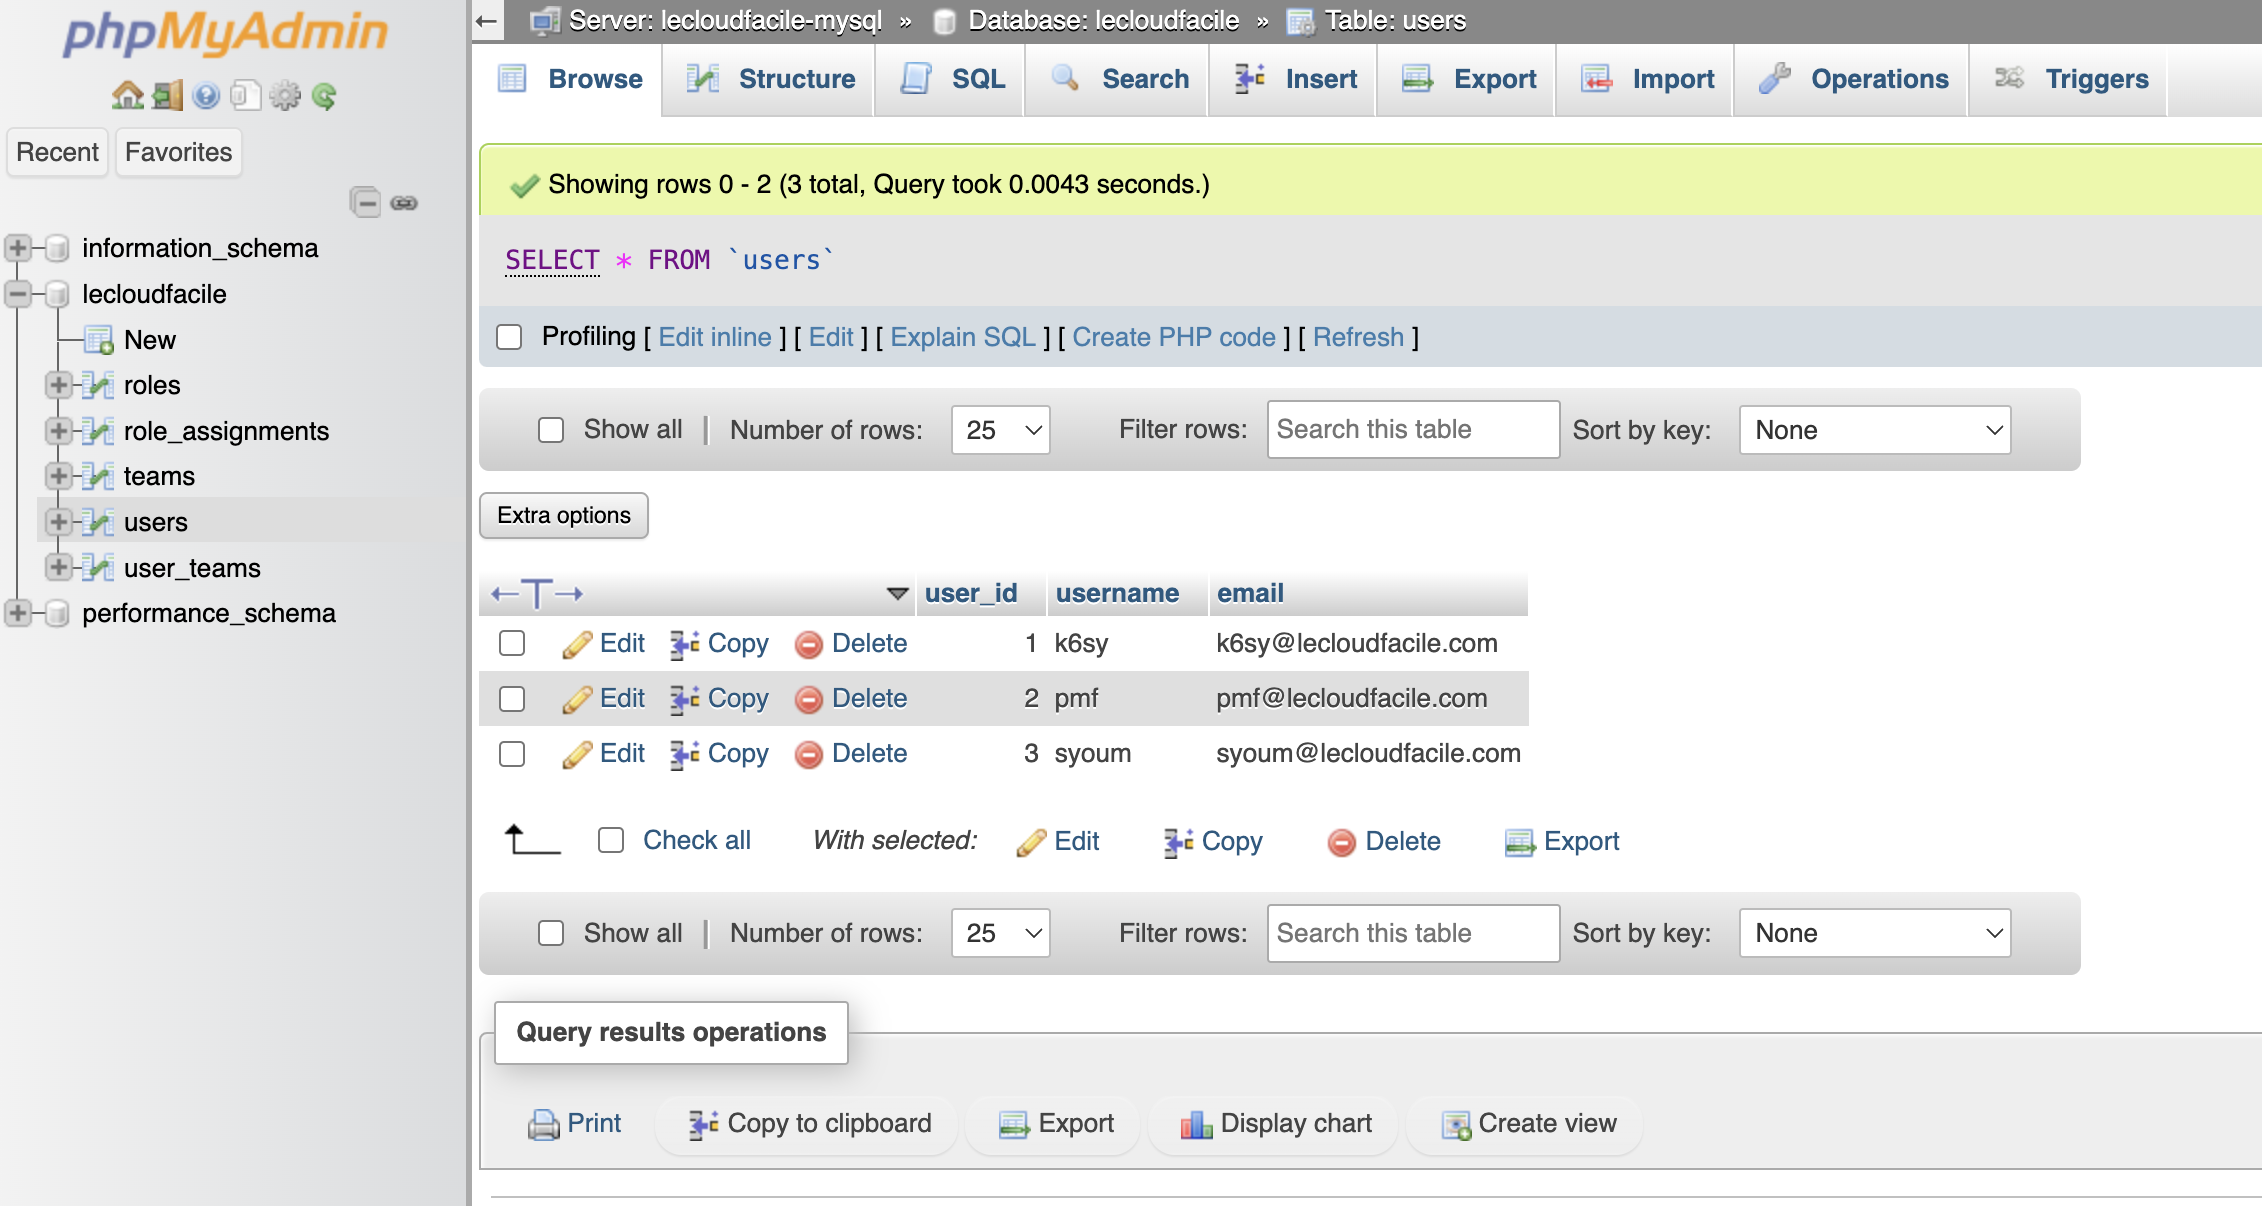 phpMyAdmin
Recent Favorites
information_schema
lecloudfacile
New
roles
role_assignments
teams
users
user_teams
performance_schema
Server: lecloudfacile-mysql » Database: lecloudfacile » Table: users
Browse Structure SQL Search Insert Export Import Operations Triggers
Showing rows 0 - 2 (3 total, Query took 0.0043 seconds.)
SELECT * FROM `users`
Profiling [ Edit inline ] [ Edit ] [ Explain SQL ] [ Create PHP code ] [ Refresh ]
Show all | Number of rows: 25 Filter rows: Search this table Sort by key: None
Extra options
←T→ user_id username email
Edit Copy Delete 1 k6sy k6sy@lecloudfacile.com
Edit Copy Delete 2 pmf pmf@lecloudfacile.com
Edit Copy Delete 3 syoum syoum@lecloudfacile.com
Check all With selected: Edit Copy Delete Export
Show all | Number of rows: 25 Filter rows: Search this table Sort by key: None
Query results operations
Print Copy to clipboard Export Display chart Create view